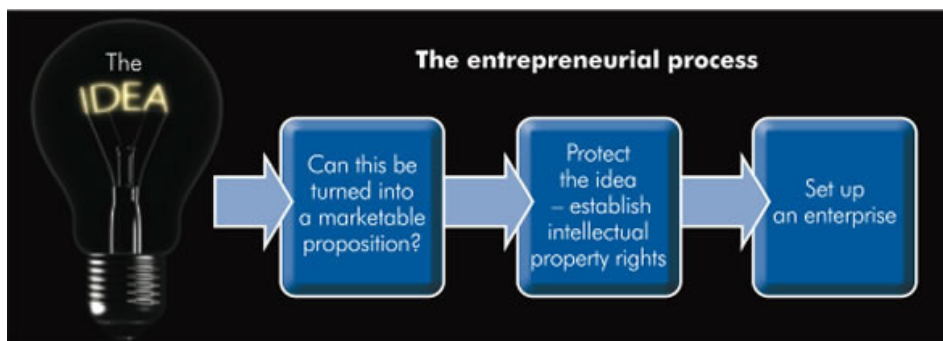 The
IDEA
The entrepreneurial process
Can this be
turned into
a marketable
proposition?
Protect
the idea
– establish
intellectual
property rights
Set up
an enterprise